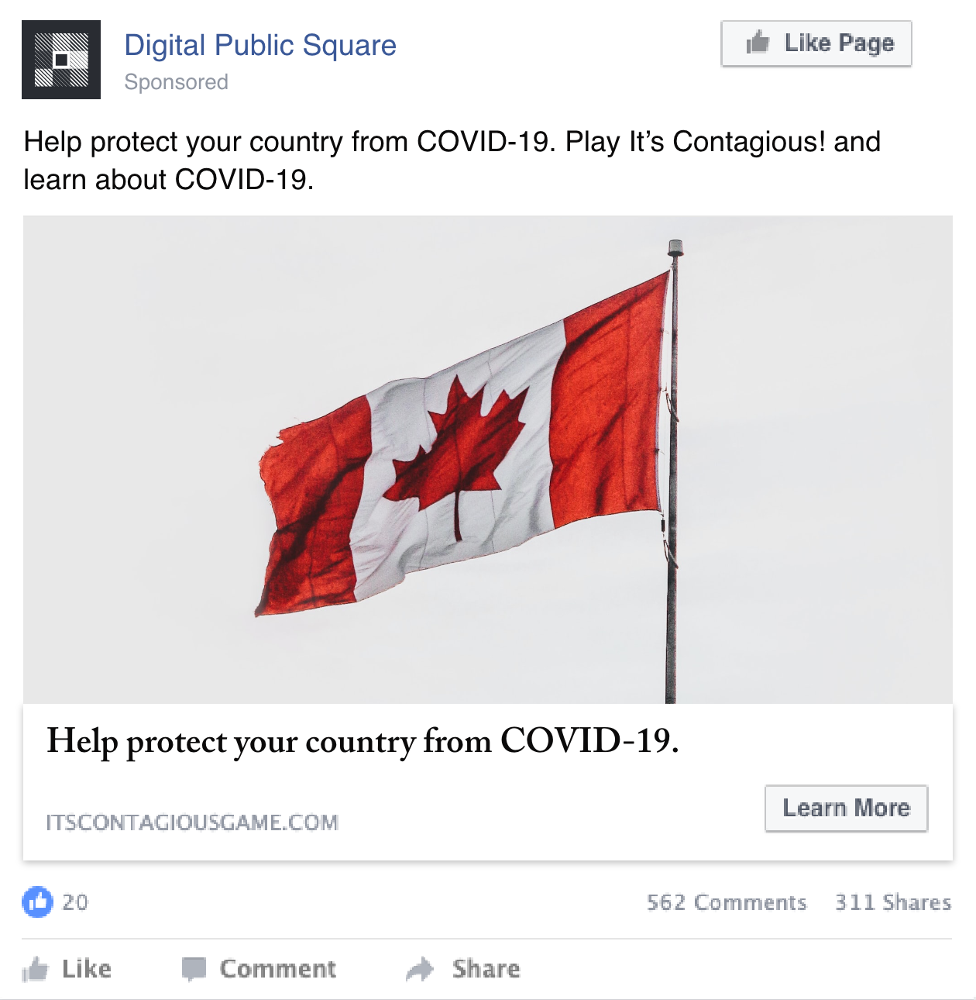 Digital Public Square
Like Page
Sponsored
Help protect your country from COVID-19. Play It’s Contagious! and
learn about COVID-19.
Help protect your country from COVID-19.
Learn More
ITSCONTAGIOUSGAME.COM
20
562 Comments 311 Shares
Like Comment Share